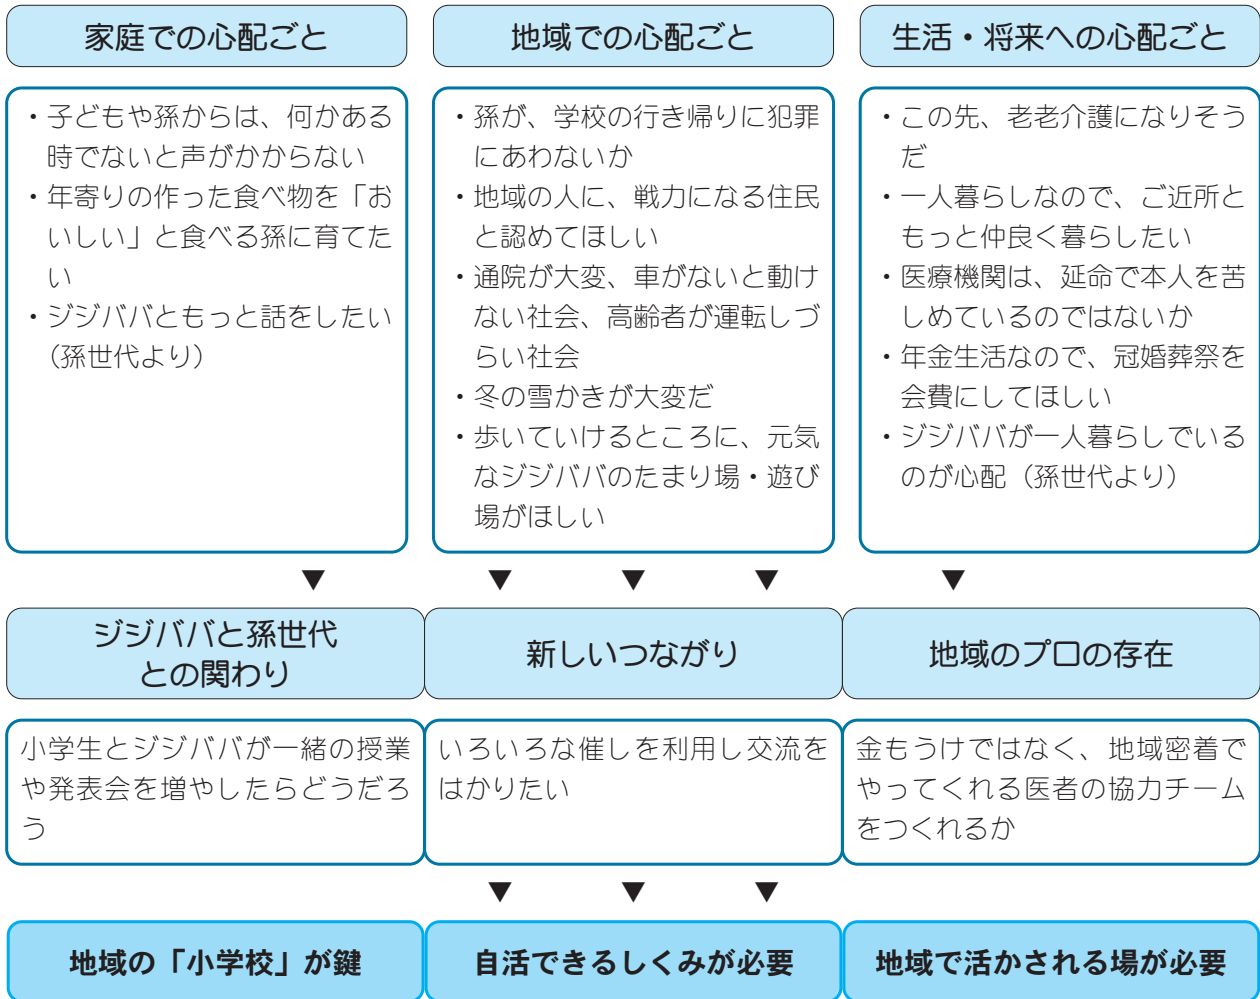 家庭での心配ごと
・子どもや孫からは、何かある
時でないと声がかからない
・年寄りの作った食べ物を「お
いしい」と食べる孫に育てた
い
・ジジババともっと話をしたい
（孫世代より）
地域での心配ごと
・孫が、学校の行き帰りに犯罪
にあわないか
・地域の人に、戦力になる住民
と認めてほしい
・通院が大変、車がないと動け
ない社会、高齢者が運転しづ
らい社会
・冬の雪かきが大変だ
・歩いていけるところに、元気
なジジババのたまり場・遊び
場がほしい
生活・将来への心配ごと
・この先、老老介護になりそう
だ
・一人暮らしなので、ご近所と
もっと仲良く暮らしたい
・医療機関は、延命で本人を苦
しめているのではないか
・年金生活なので、冠婚葬祭を
会費にしてほしい
・ジジババが一人暮らしでいる
のが心配（孫世代より）
▼ ▼ ▼ ▼ ▼
ジジババと孫世代
との関わり
小学生とジジババが一緒の授業
や発表会を増やしたらどうだろ
う
新しいつながり
いろいろな催しを利用し交流を
はかりたい
地域のプロの存在
金もうけではなく、地域密着で
やってくれる医者の協力チーム
をつくれるか
▼ ▼ ▼
地域の「小学校」が鍵
自活できるしくみが必要
地域で活かされる場が必要